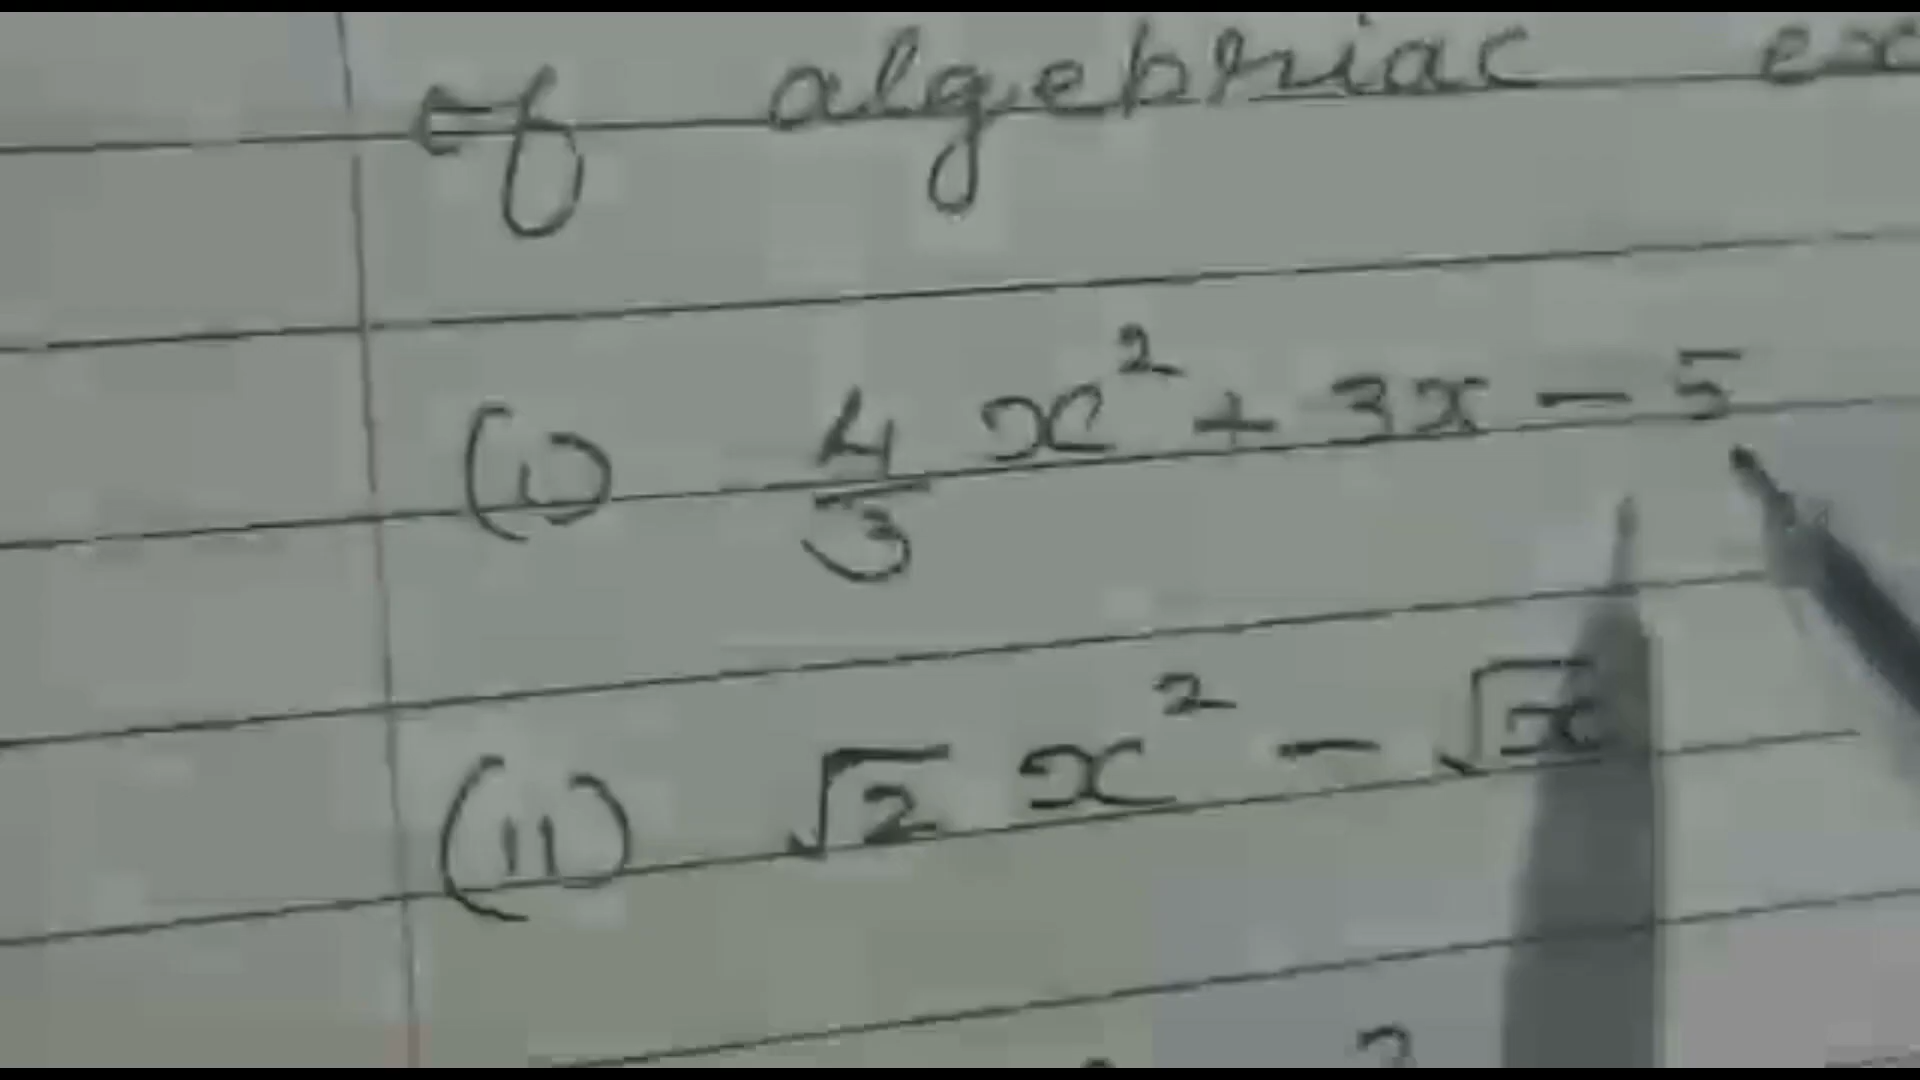 of algebriac
(i) 4/3 x² + 3x - 5
(ii) √2 x² - √x